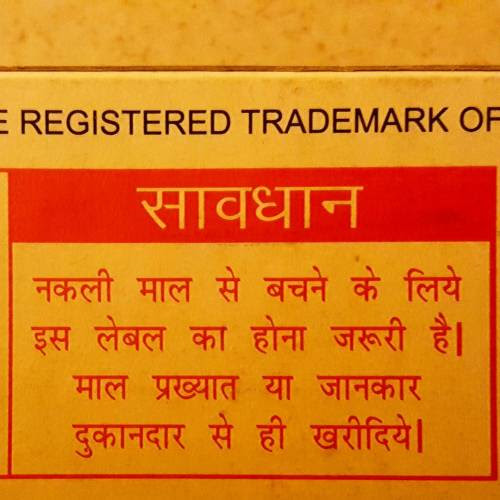 E REGISTERED TRADEMARK OF
सावधान
नकली माल से बचने के लिये
इस लेबल का होना जरूरी है|
माल प्रख्यात या जानकार
दुकानदार से ही खरीदिये|